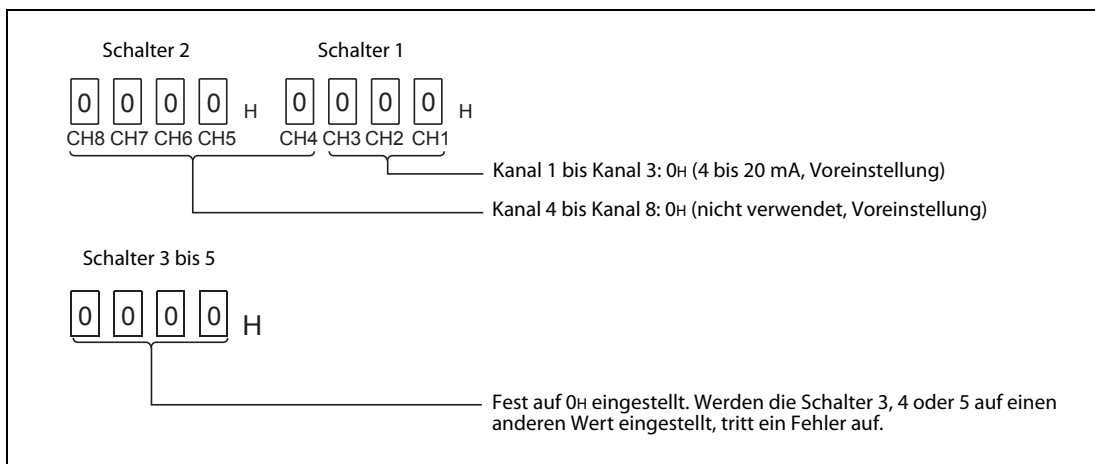 Schalter 2 Schalter 1
0 0 0 0 H 0 0 0 0 H
CH8 CH7 CH6 CH5 CH4 CH3 CH2 CH1
Kanal 1 bis Kanal 3: 0H (4 bis 20 mA, Voreinstellung)
Kanal 4 bis Kanal 8: 0H (nicht verwendet, Voreinstellung)
Schalter 3 bis 5
0 0 0 0 H
Fest auf 0H eingestellt. Werden die Schalter 3, 4 oder 5 auf einen
anderen Wert eingestellt, tritt ein Fehler auf.